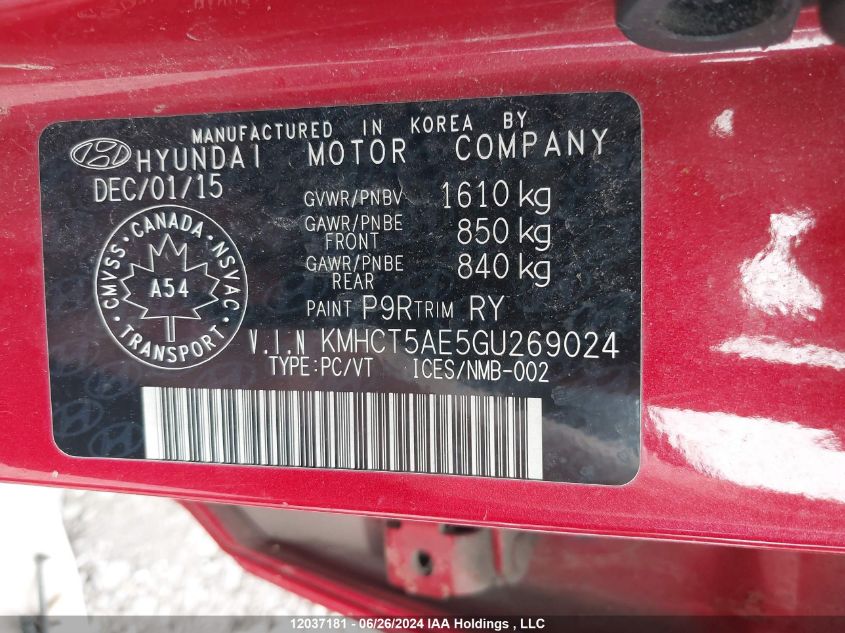 MANUFACTURED IN KOREA BY
HYUNDAI MOTOR COMPANY
DEC/01/15
GVWR/PNBV 1610 kg
GAWR/PNBE FRONT 850 kg
GAWR/PNBE REAR 840 kg
CMVSS · CANADA · NSVAC
A54
TRANSPORT
PAINT P9R TRIM RY
V.I.N KMHCT5AE5GU269024
TYPE:PC/VT ICES/NMB-002
12037181 - 06/26/2024 IAA Holdings , LLC